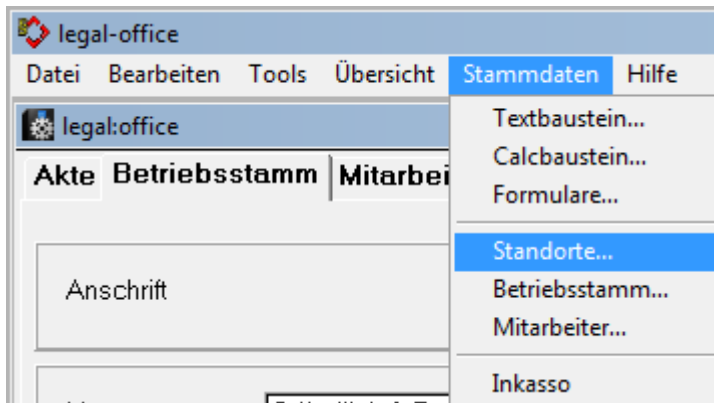 legal-office
Datei Bearbeiten Tools Übersicht Stammdaten Hilfe
legal:office
Akte Betriebsstamm
Anschrift
Textbaustein...
Calcbaustein...
Formulare...
Standorte...
Betriebsstamm...
Mitarbeiter...
Inkasso